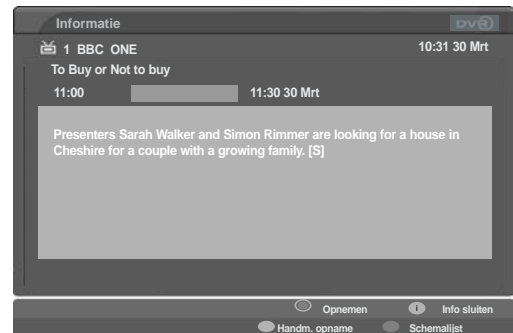 Informatie
DVR
1 BBC ONE 10:31 30 Mrt
To Buy or Not to buy
11:00 11:30 30 Mrt
Presenters Sarah Walker and Simon Rimmer are looking for a house in
Cheshire for a couple with a growing family. [S]
Opnemen i Info sluiten
Handm. opname Schemalijst